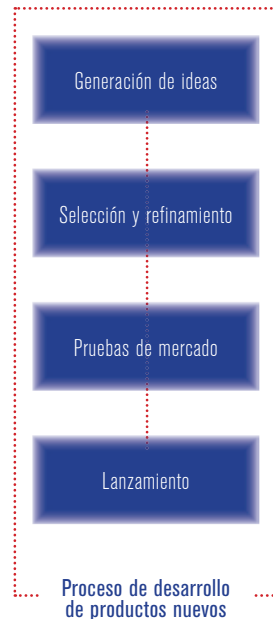 Generación de ideas
Selección y refinamiento
Pruebas de mercado
Lanzamiento
Proceso de desarrollo
de productos nuevos